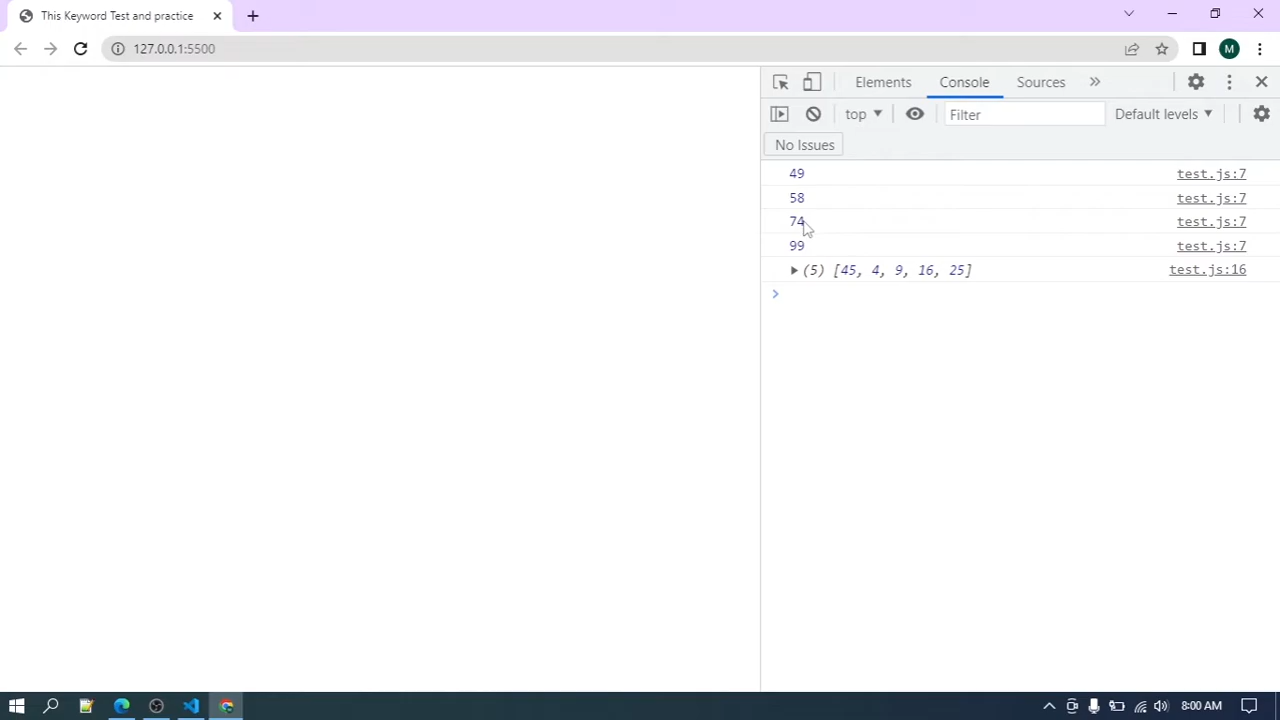 This Keyword Test and practice
127.0.0.1:5500
M
Elements Console Sources
top Filter Default levels
No Issues
49 test.js:7
58 test.js:7
74 test.js:7
99 test.js:7
(5) [45, 4, 9, 16, 25] test.js:16
8:00 AM